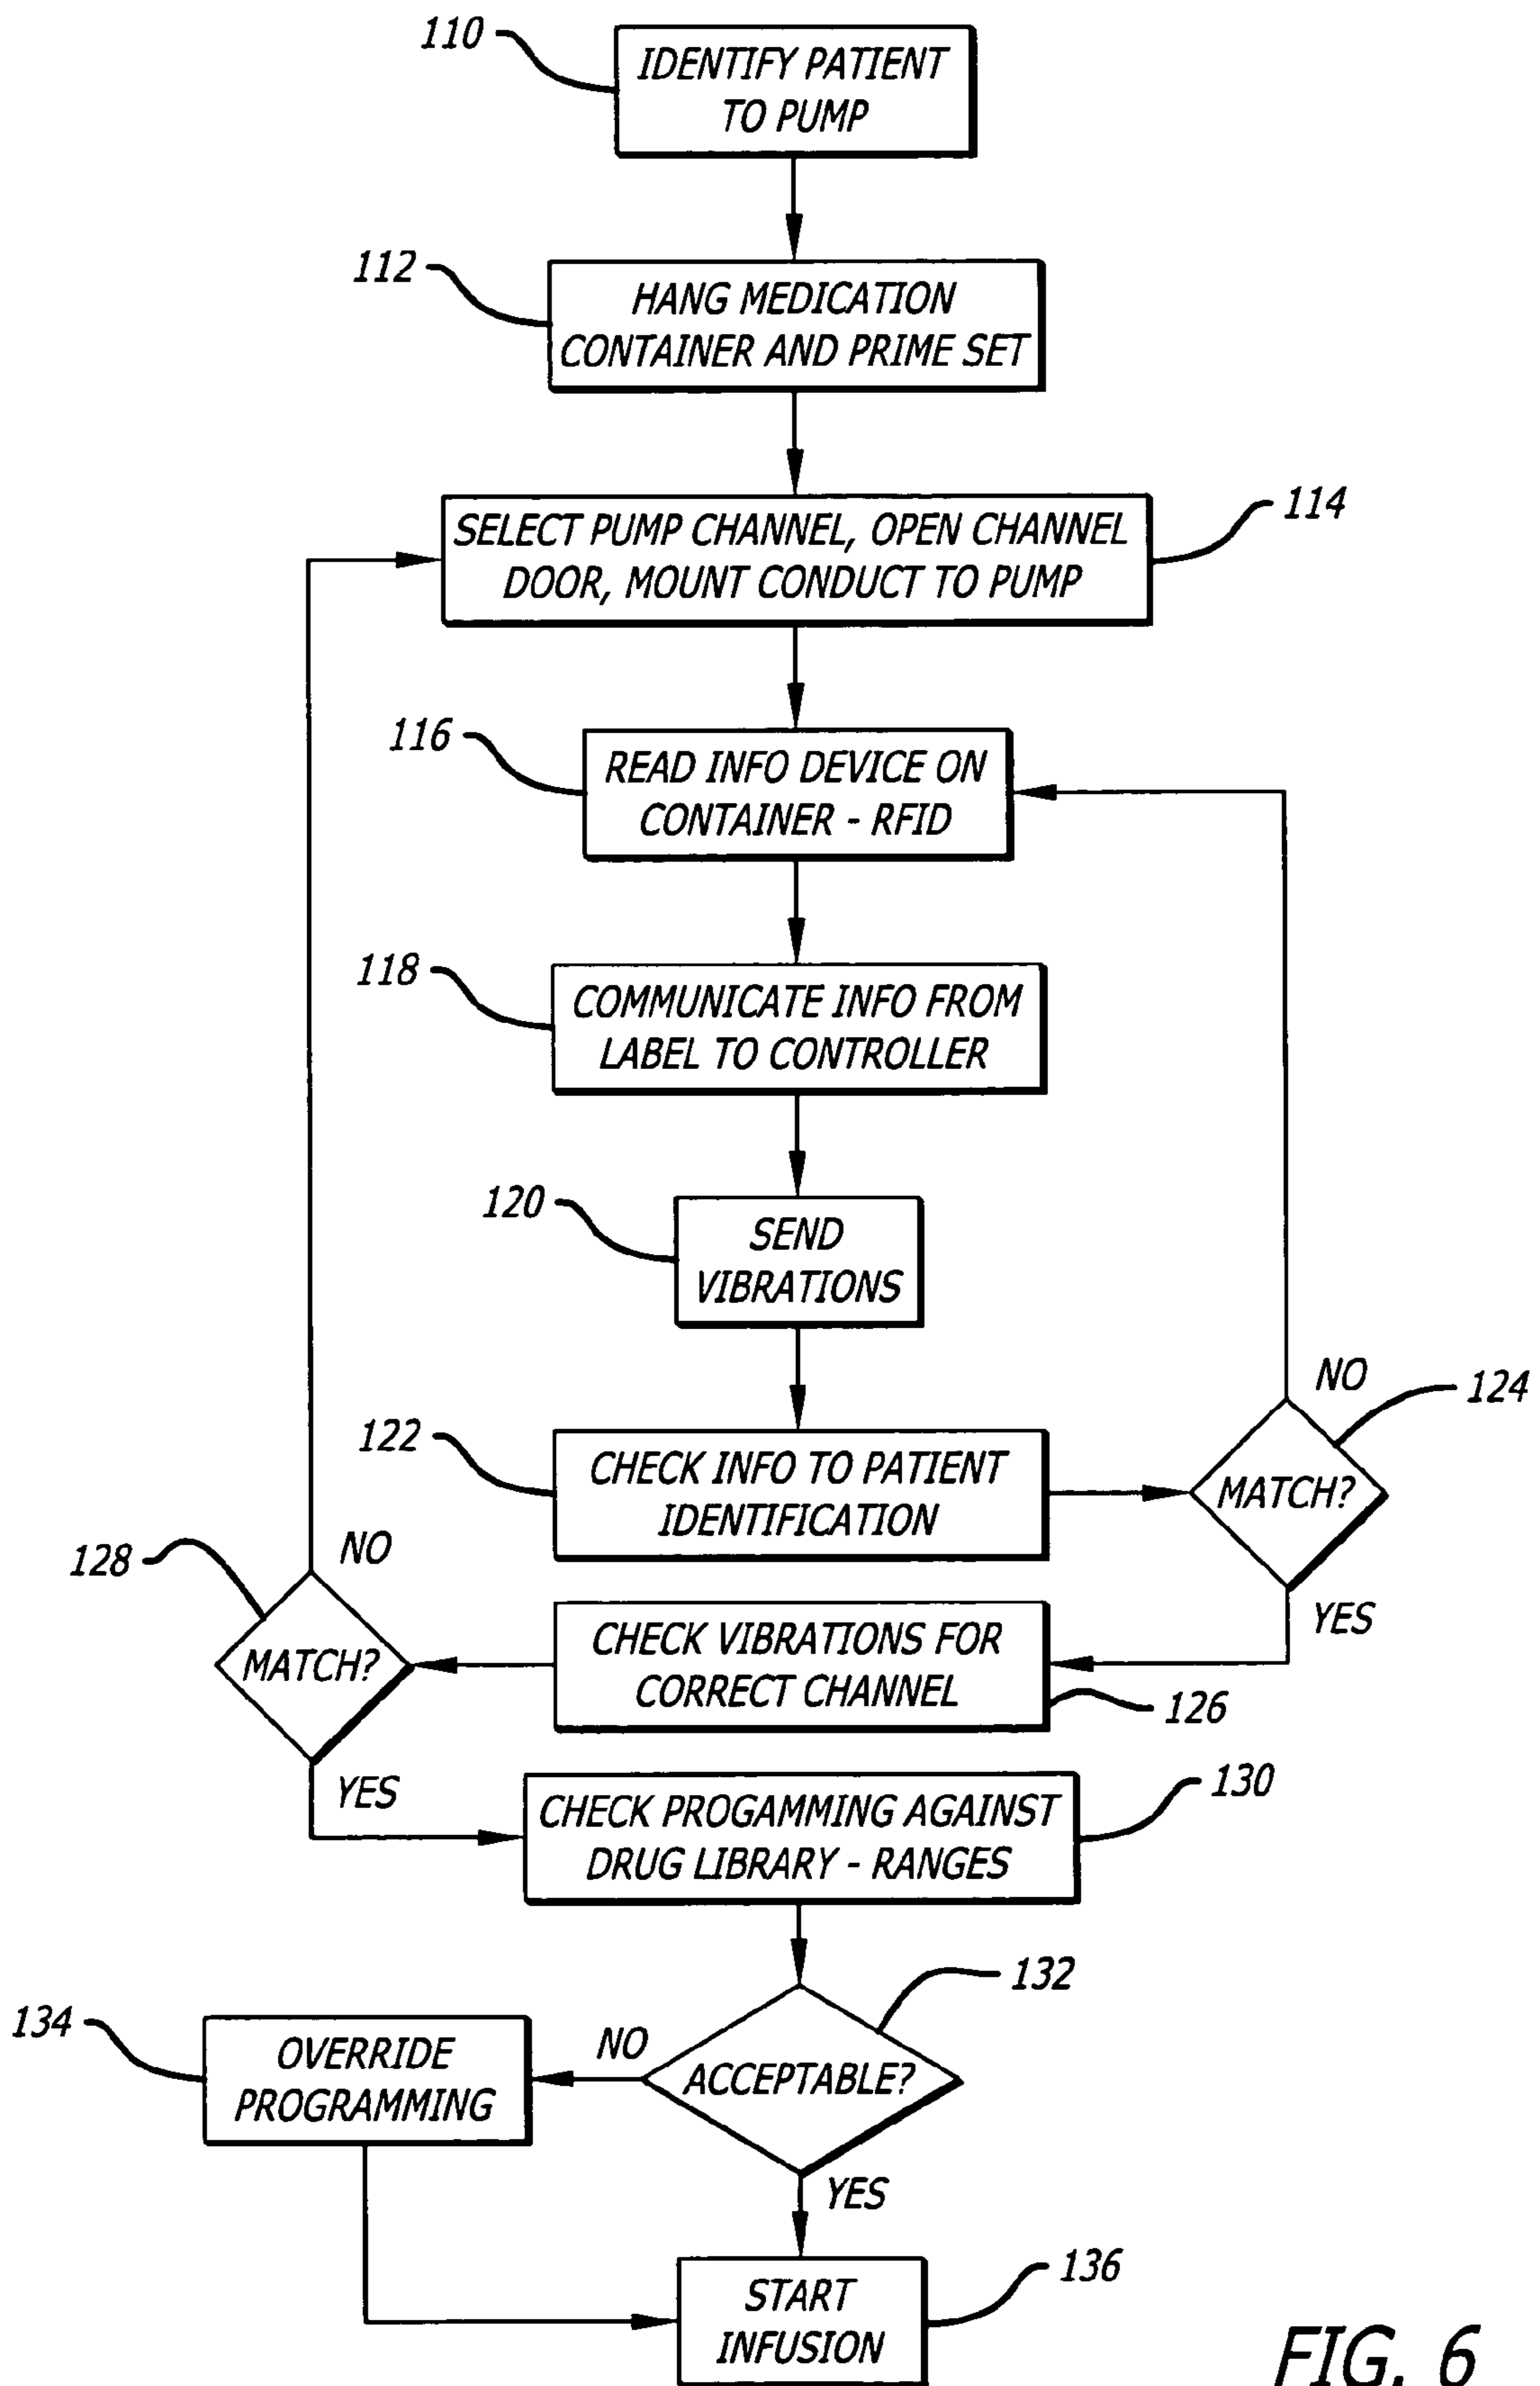 110
IDENTIFY PATIENT
TO PUMP
112
HANG MEDICATION
CONTAINER AND PRIME SET
114
SELECT PUMP CHANNEL, OPEN CHANNEL
DOOR, MOUNT CONDUCT TO PUMP
116
READ INFO DEVICE ON
CONTAINER - RFID
118
COMMUNICATE INFO FROM
LABEL TO CONTROLLER
120
SEND
VIBRATIONS
122
CHECK INFO TO PATIENT
IDENTIFICATION
NO
124
MATCH?
YES
128
NO
MATCH?
YES
CHECK VIBRATIONS FOR
CORRECT CHANNEL
126
130
CHECK PROGAMMING AGAINST
DRUG LIBRARY - RANGES
132
ACCEPTABLE?
NO
134
OVERRIDE
PROGRAMMING
YES
136
START
INFUSION
FIG. 6